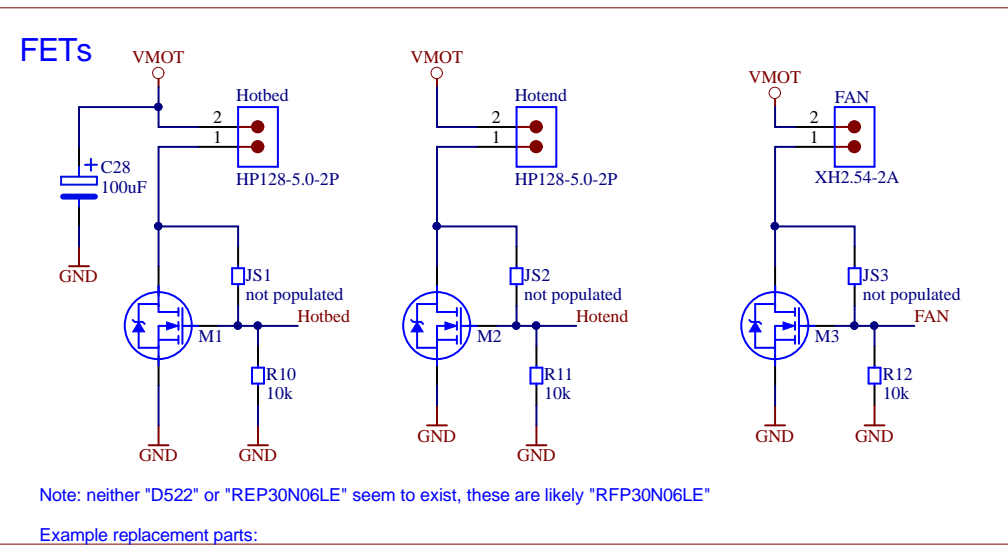 FETs
VMOT
Hotbed
2
1
HP128-5.0-2P
C28
100uF
+
GND
JS1
not populated
Hotbed
M1
R10
10k
GND
GND
VMOT
Hotend
2
1
HP128-5.0-2P
JS2
not populated
Hotend
M2
R11
10k
GND
GND
VMOT
FAN
2
1
XH2.54-2A
JS3
not populated
FAN
M3
R12
10k
GND
GND
Note: neither "D522" or "REP30N06LE" seem to exist, these are likely "RFP30N06LE"
Example replacement parts: